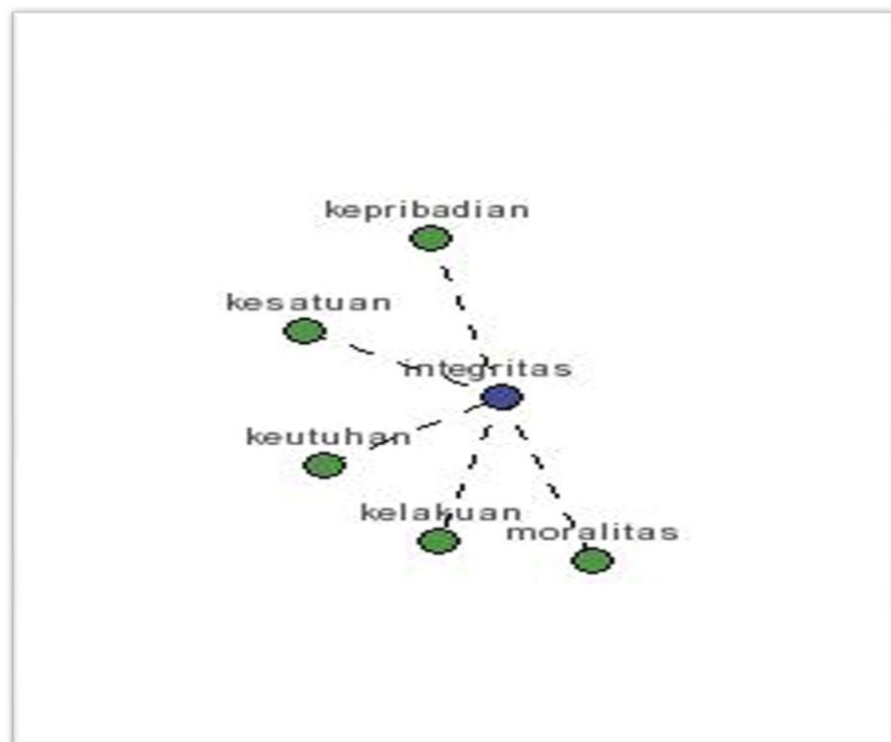 kepribadian
kesatuan
integritas
keutuhan
kelakuan
moralitas